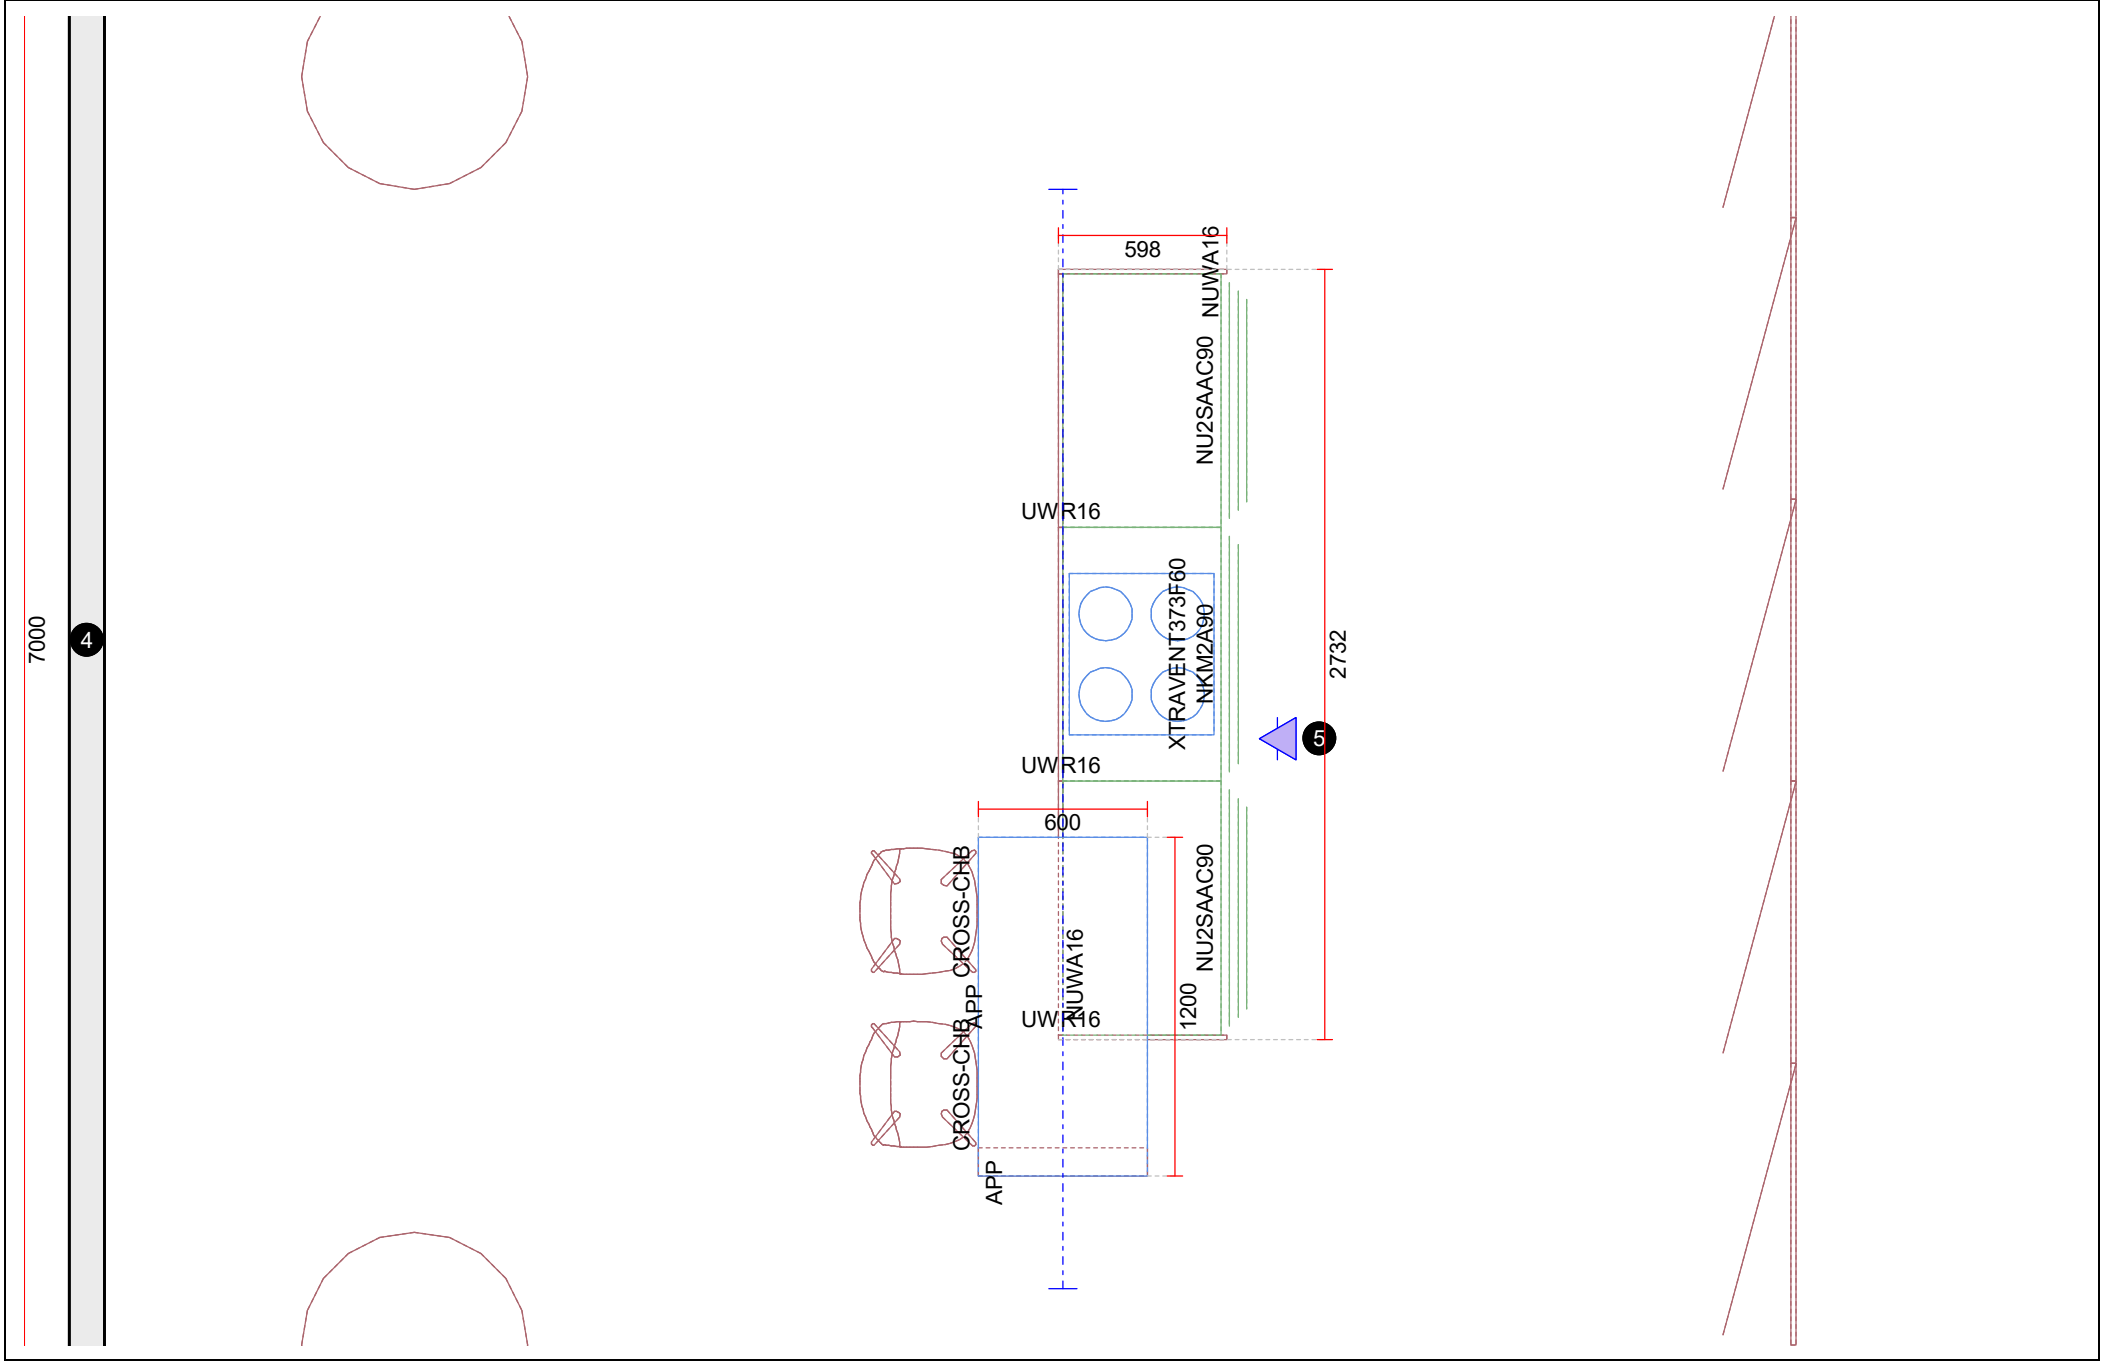 598
NUWA16
NU2SAAC90
UWR16
XTRAVENT373F60
NKM2A90
7000
4
2732
5
UWR16
600
CROSS-CHB
NU2SAAC90
NUWA16
APP
1200
UWR16
CROSS-CHB
APP